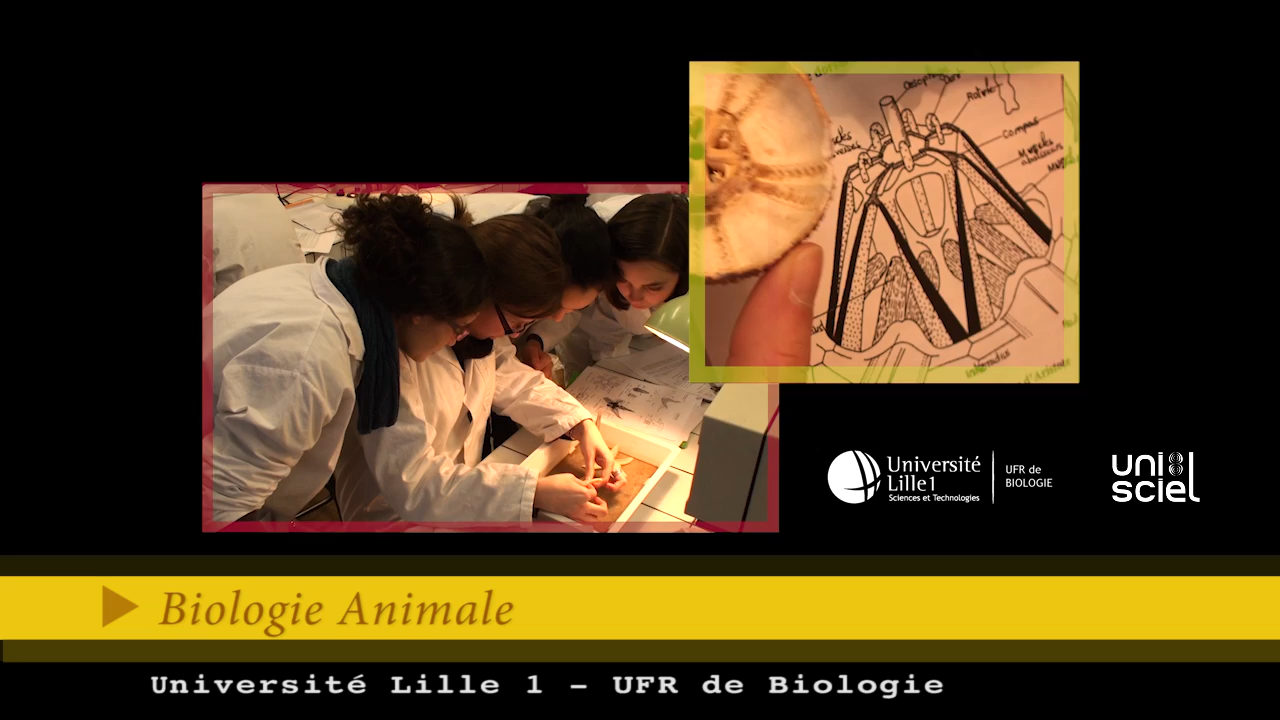 Rotule
Compas
Muscles
Université
Lille1
Sciences et Technologies
UFR de
BIOLOGIE
uni
sciel
Biologie Animale
Université Lille 1 - UFR de Biologie